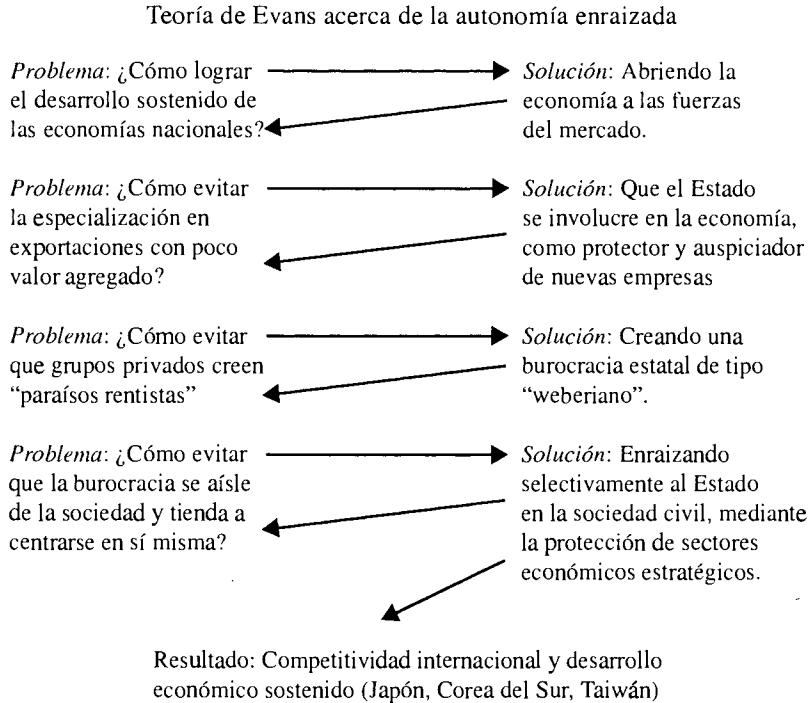 Teoría de Evans acerca de la autonomía enraizada
Problema: ¿Cómo lograr
el desarrollo sostenido de
las economías nacionales?
Solución: Abriendo la
economía a las fuerzas
del mercado.
Problema: ¿Cómo evitar
la especialización en
exportaciones con poco
valor agregado?
Solución: Que el Estado
se involucre en la economía,
como protector y auspiciador
de nuevas empresas
Problema: ¿Cómo evitar
que grupos privados creen
“paraísos rentistas”
Solución: Creando una
burocracia estatal de tipo
“weberiano”.
Problema: ¿Cómo evitar
que la burocracia se aísle
de la sociedad y tienda a
centrarse en sí misma?
Solución: Enraizando
selectivamente al Estado
en la sociedad civil, mediante
la protección de sectores
económicos estratégicos.
Resultado: Competitividad internacional y desarrollo
económico sostenido (Japón, Corea del Sur, Taiwán)